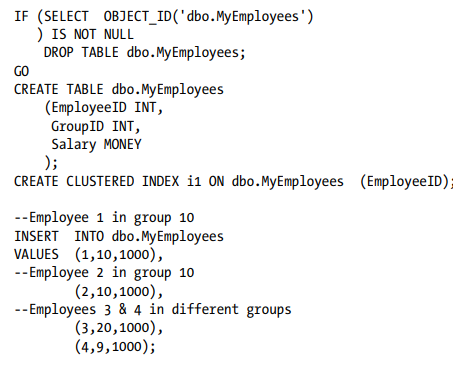 IF (SELECT  OBJECT_ID('dbo.MyEmployees')
   ) IS NOT NULL
    DROP TABLE dbo.MyEmployees;
GO
CREATE TABLE dbo.MyEmployees
    (EmployeeID INT,
     GroupID INT,
     Salary MONEY
    );
CREATE CLUSTERED INDEX i1 ON dbo.MyEmployees  (EmployeeID);

--Employee 1 in group 10
INSERT  INTO dbo.MyEmployees
VALUES  (1,10,1000),
--Employee 2 in group 10
        (2,10,1000),
--Employees 3 & 4 in different groups
        (3,20,1000),
        (4,9,1000);